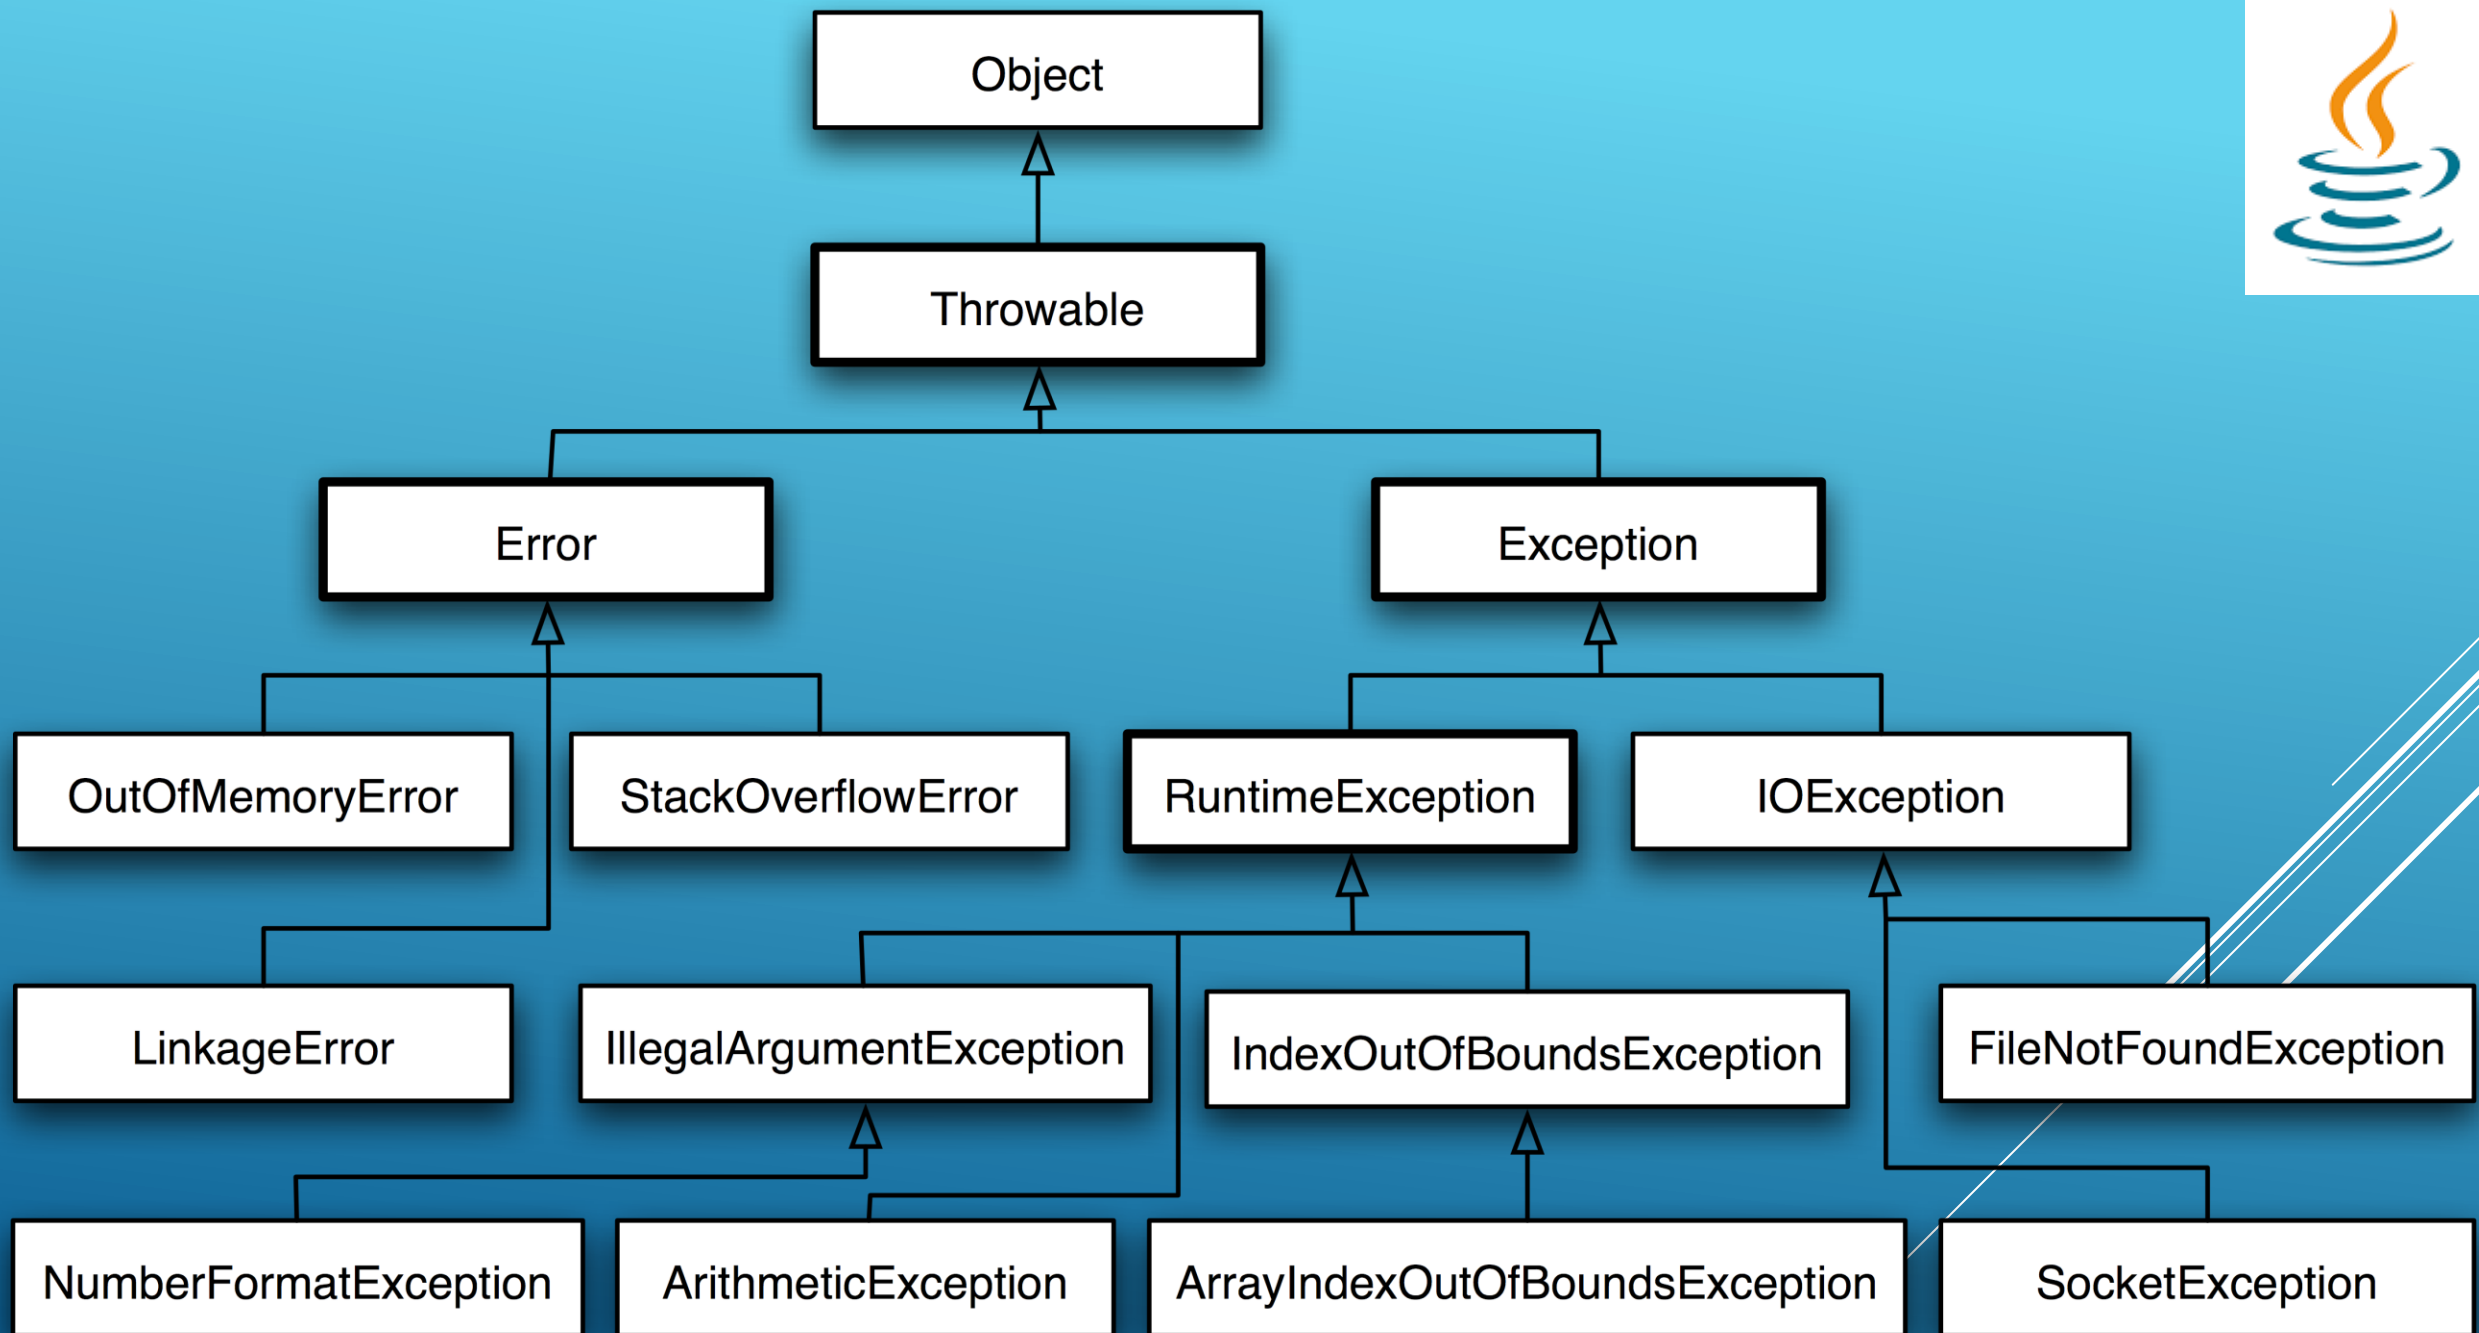 Object
Throwable
Error
Exception
OutOfMemoryError
StackOverflowError
RuntimeException
IOException
LinkageError
IllegalArgumentException
IndexOutOfBoundsException
FileNotFoundException
NumberFormatException
ArithmeticException
ArrayIndexOutOfBoundsException
SocketException